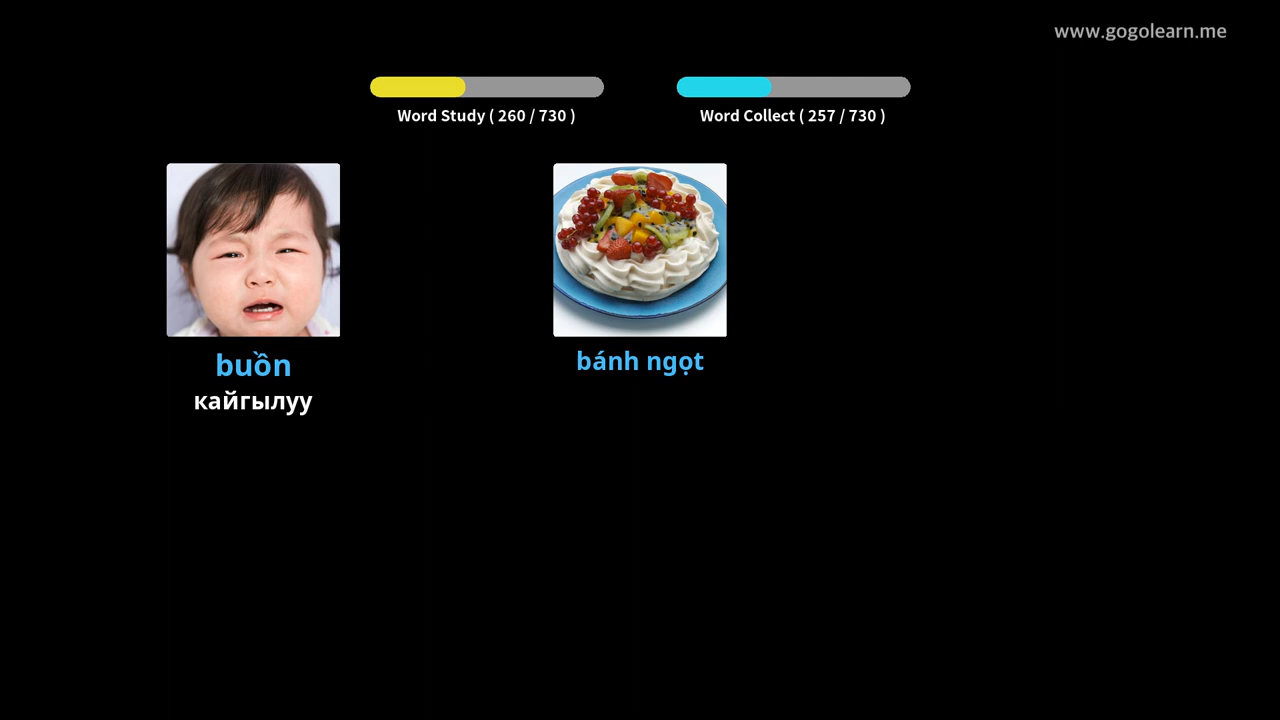 www.gogolearn.me
Word Study ( 260 / 730 )
Word Collect ( 257 / 730 )
buồn
кайгылуу
bánh ngọt